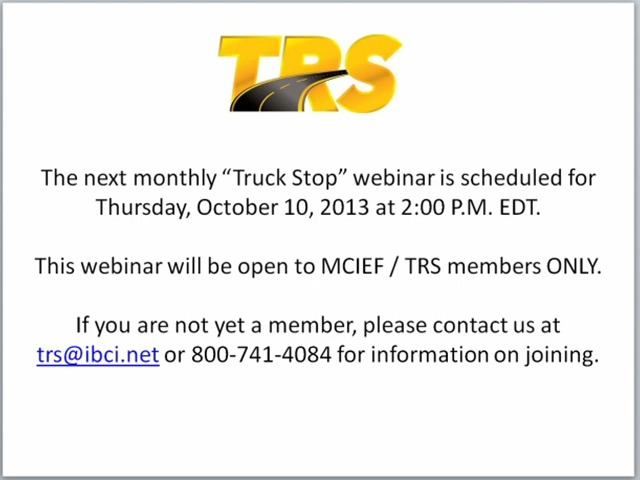 TRS
The next monthly “Truck Stop” webinar is scheduled for
Thursday, October 10, 2013 at 2:00 P.M. EDT.
This webinar will be open to MCIEF / TRS members ONLY.
If you are not yet a member, please contact us at
trs@ibci.net or 800-741-4084 for information on joining.